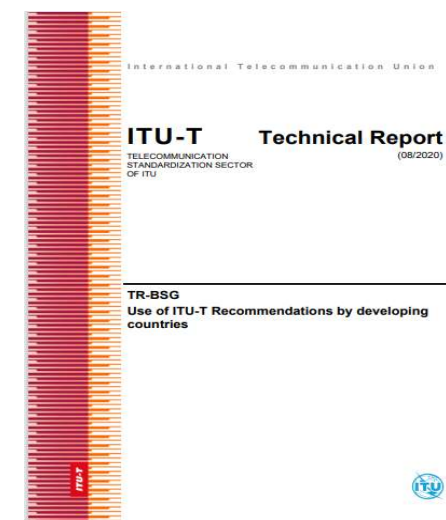 International Telecommunication Union
ITU-T Technical Report
TELECOMMUNICATION
STANDARDIZATION SECTOR
OF ITU
(08/2020)
TR-BSG
Use of ITU-T Recommendations by developing
countries
ITU-T
ITU